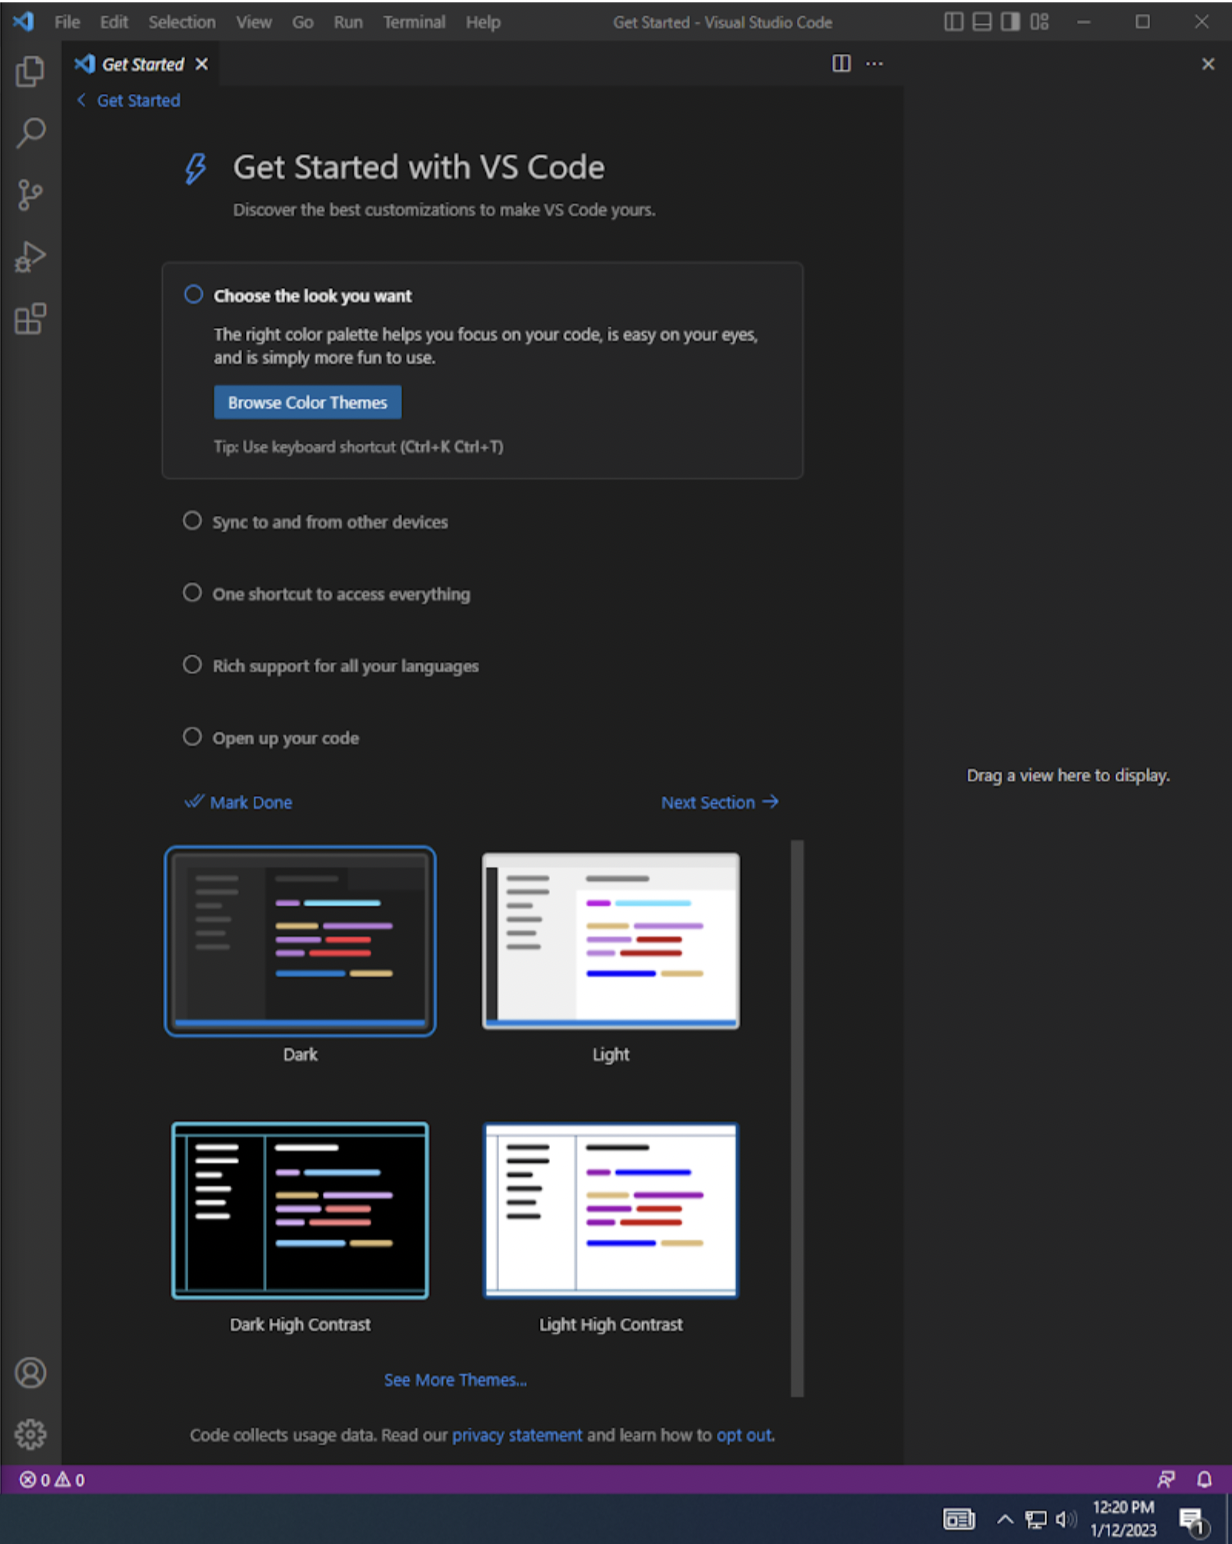 File Edit Selection View Go Run Terminal Help Get Started - Visual Studio Code
Get Started
Get Started
Get Started with VS Code
Discover the best customizations to make VS Code yours.
Choose the look you want
The right color palette helps you focus on your code, is easy on your eyes,
and is simply more fun to use.
Browse Color Themes
Tip: Use keyboard shortcut (Ctrl+K Ctrl+T)
Sync to and from other devices
One shortcut to access everything
Rich support for all your languages
Open up your code
Drag a view here to display.
Mark Done Next Section
Dark Light
Dark High Contrast Light High Contrast
See More Themes...
Code collects usage data. Read our privacy statement and learn how to opt out.
0 0
12:20 PM
1/12/2023
1